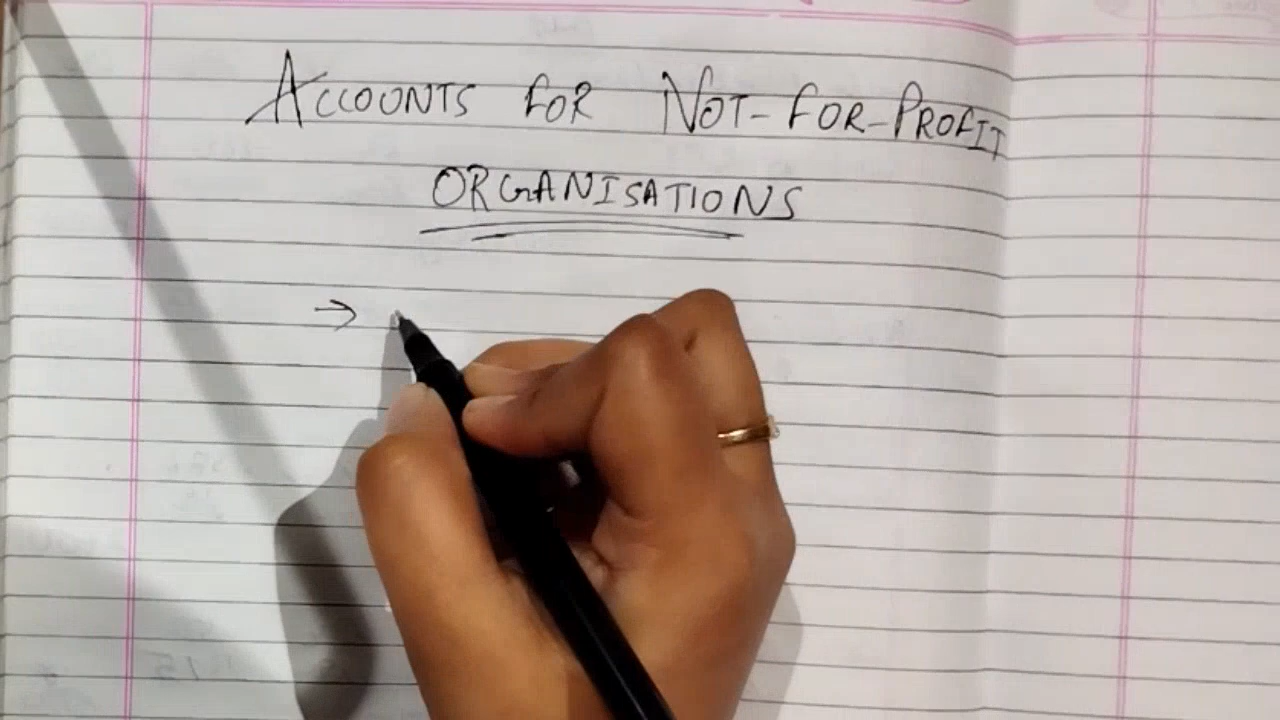 ACCOUNTS FOR NOT-FOR-PROFIT
ORGANISATIONS
→